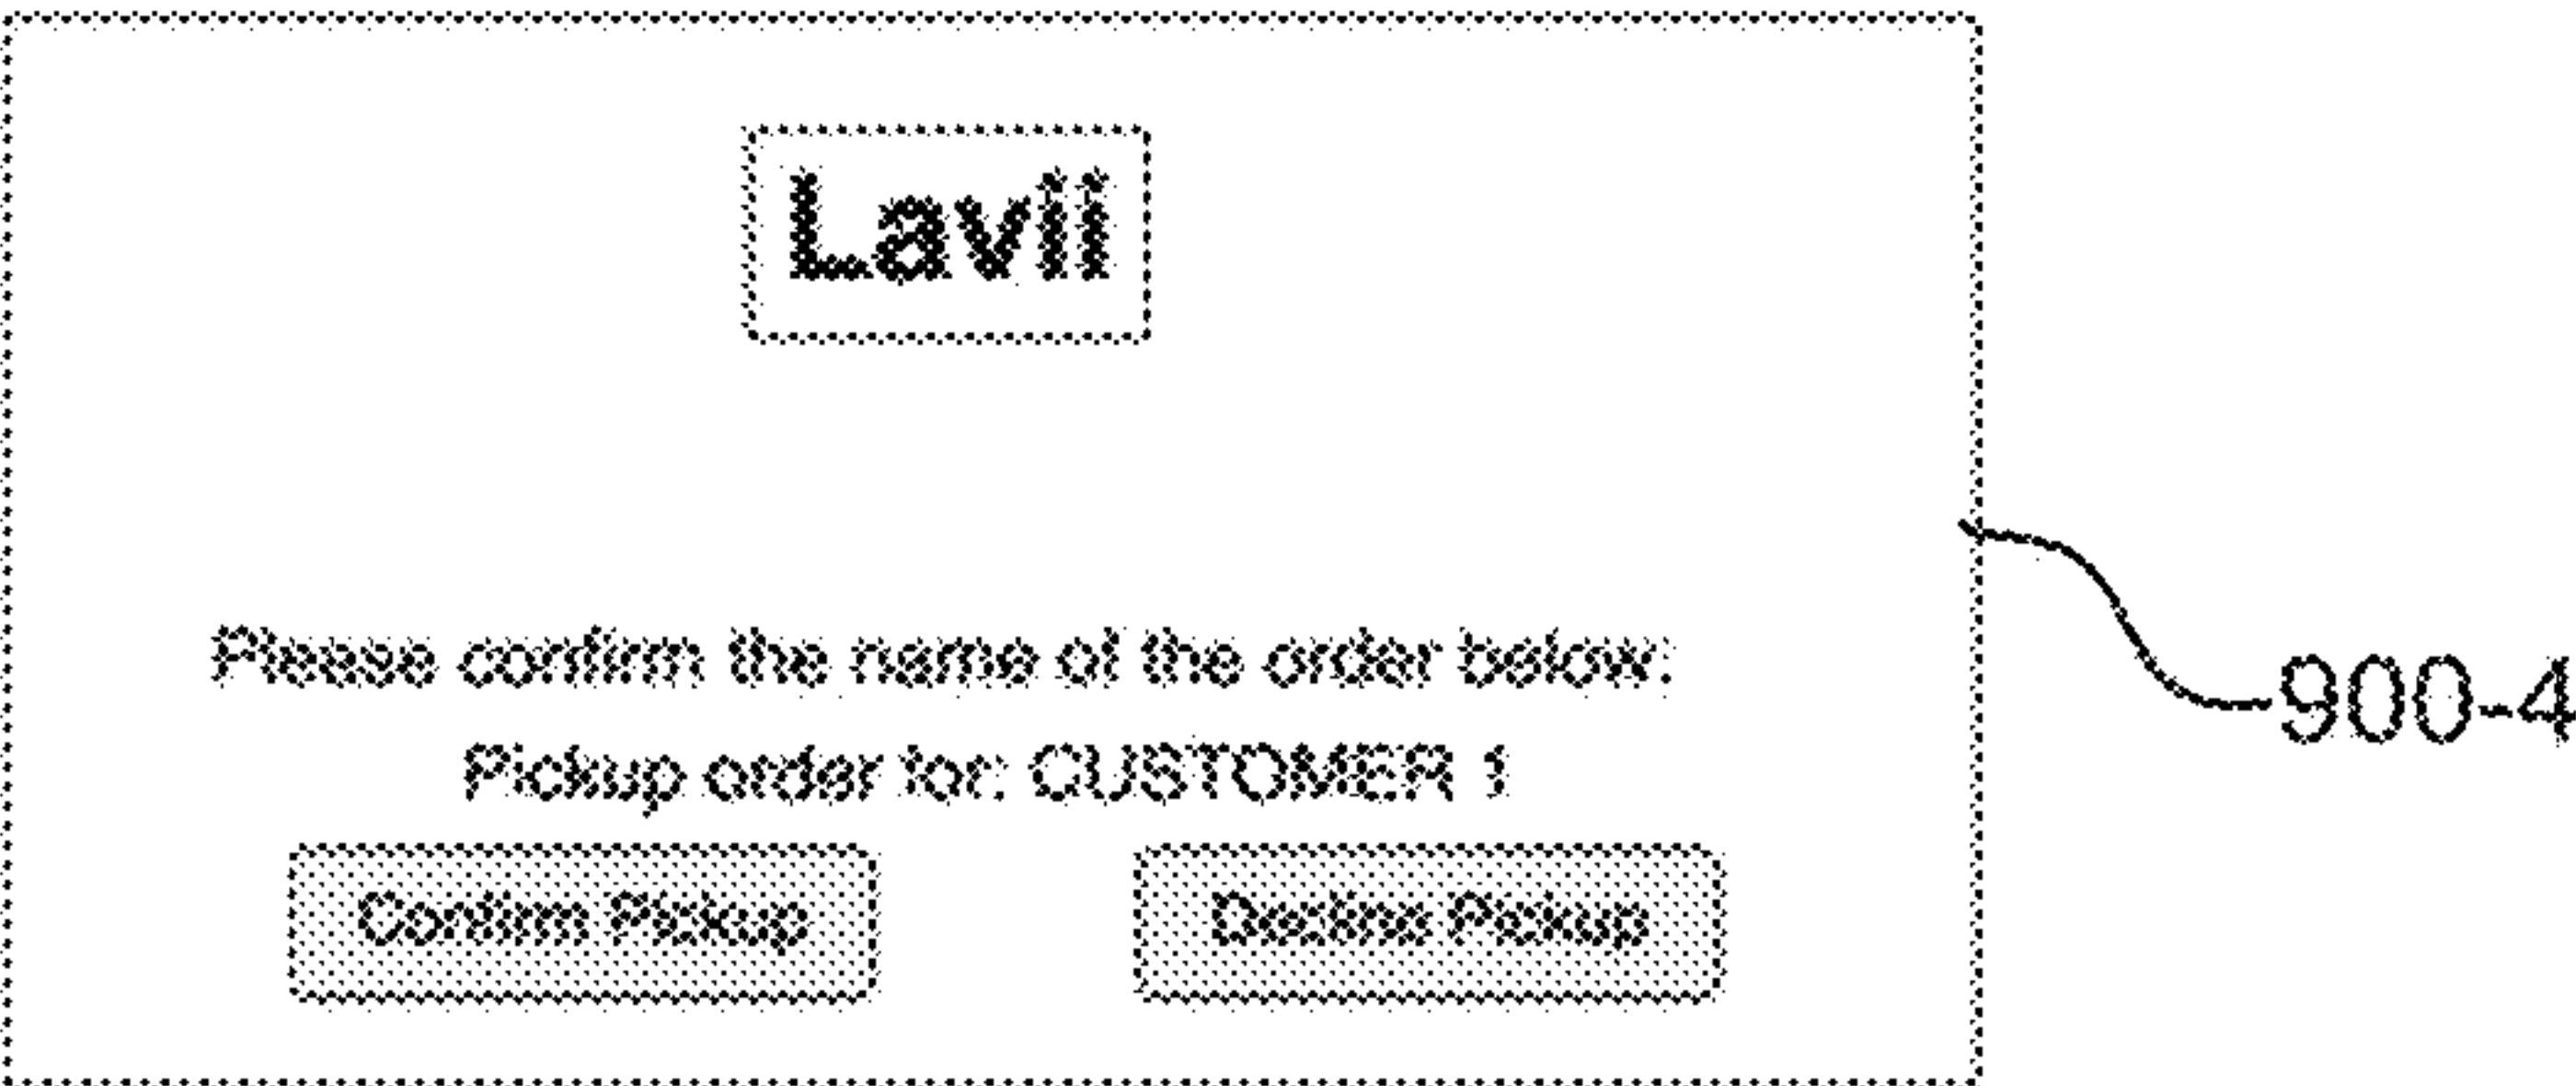 Lavii
Please confirm the name of the order below:
900-4
Pickup order for: CUSTOMER 1
Confirm Pickup
Decline Pickup